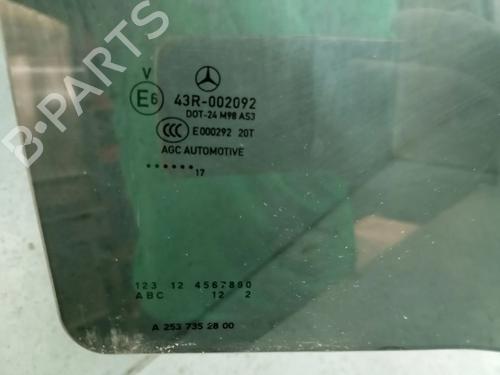 V
E6
43R-002092
DOT-24 M98 AS3
CCC
E000292 20T
AGC AUTOMOTIVE
...... 17
123 12 4567890
ABC 12 2
A 253 735 28 00
B-PARTS